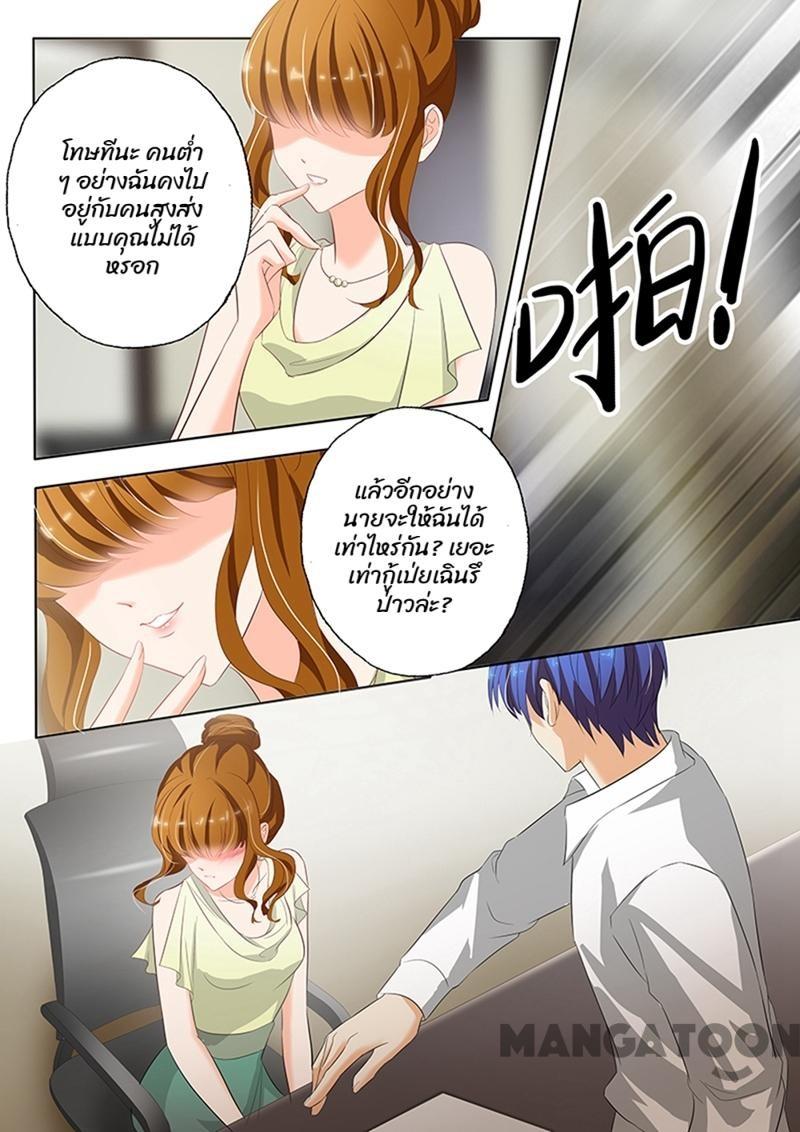 โทษทีนะ คนต่ำ
ๆ อย่างฉันคงไป
อยู่กับคนสูงส่ง
แบบคุณไม่ได้
หรอก
啪!
แล้วอีกอย่าง
นายจะให้ฉันได้
เท่าไหร่กัน? เยอะ
เท่ากู้เป่ยเฉินรึ
ป่าวล่ะ?
MANGATOON